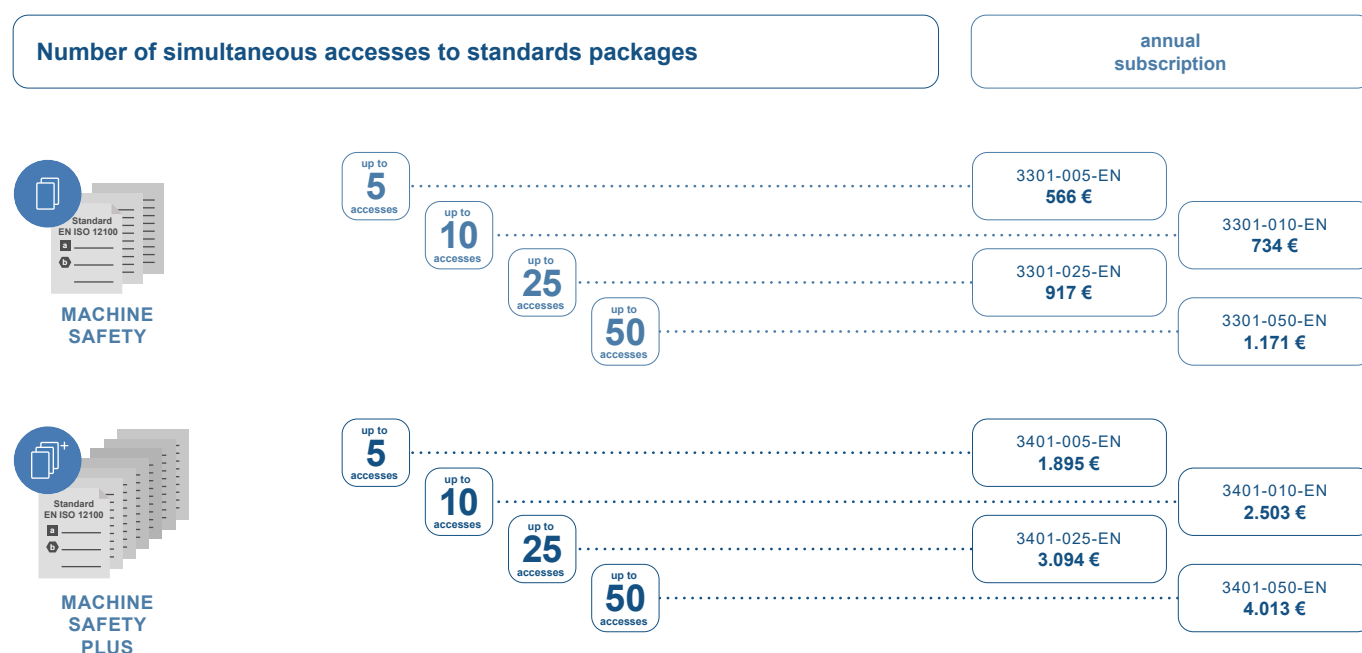 Number of simultaneous accesses to standards packages
annual
subscription
Standard
EN ISO 12100
a
b
MACHINE
SAFETY
up to
5
accesses
3301-005-EN
566 €
up to
10
accesses
3301-010-EN
734 €
up to
25
accesses
3301-025-EN
917 €
up to
50
accesses
3301-050-EN
1.171 €
Standard
EN ISO 12100
a
b
MACHINE
SAFETY
PLUS
up to
5
accesses
3401-005-EN
1.895 €
up to
10
accesses
3401-010-EN
2.503 €
up to
25
accesses
3401-025-EN
3.094 €
up to
50
accesses
3401-050-EN
4.013 €